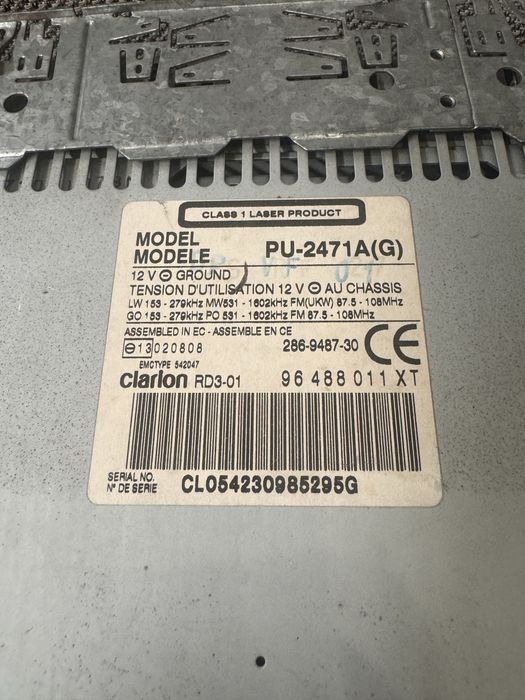 CLASS 1 LASER PRODUCT
MODEL
MODELE PU-2471A(G)
12 V ⊖ GROUND
TENSION D'UTILISATION 12 V ⊖ AU CHASSIS
LW 153 - 279kHz MW531 - 1602kHz FM(UKW) 87.5 - 108MHz
GO 153 - 279kHz PO 531 - 1602kHz FM 87.5 - 108MHz
ASSEMBLED IN EC - ASSEMBLE EN CE
13 020808 286-9487-30 CE
EMCTYPE 542047
clarion RD3-01 96 488 011 XT
SERIAL NO.
N° DE SERIE CL054230985295G